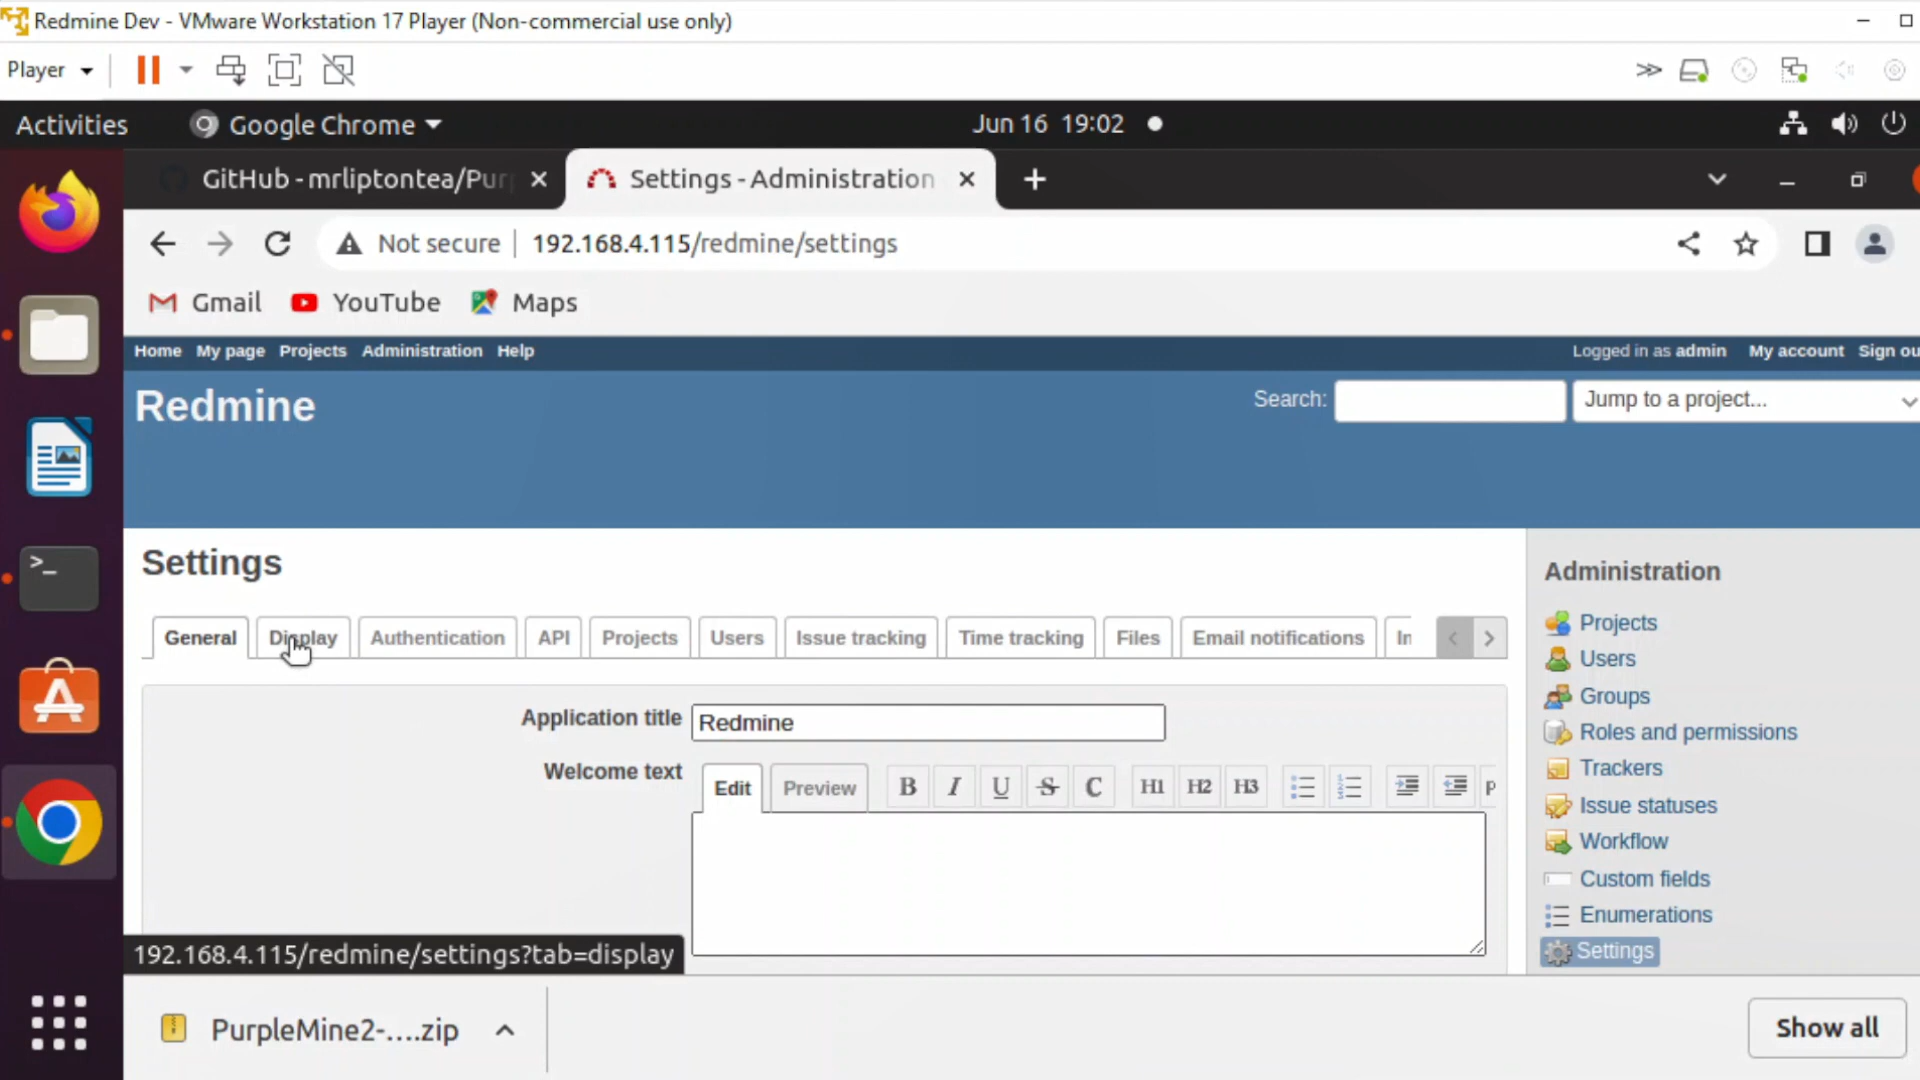 Redmine Dev - VMware Workstation 17 Player (Non-commercial use only)
Player
Activities
Google Chrome
Jun 16 19:02
GitHub - mrliptontea/Pur
Settings - Administration
Not secure
192.168.4.115/redmine/settings
Gmail
YouTube
Maps
Home My page Projects Administration Help
Logged in as admin My account Sign ou
Redmine
Search:
Jump to a project...
Settings
General Display Authentication API Projects Users Issue tracking Time tracking Files Email notifications In
Application title
Redmine
Welcome text
Edit Preview B I U S C H1 H2 H3 p
Administration
Projects
Users
Groups
Roles and permissions
Trackers
Issue statuses
Workflow
Custom fields
Enumerations
Settings
192.168.4.115/redmine/settings?tab=display
PurpleMine2-....zip
Show all